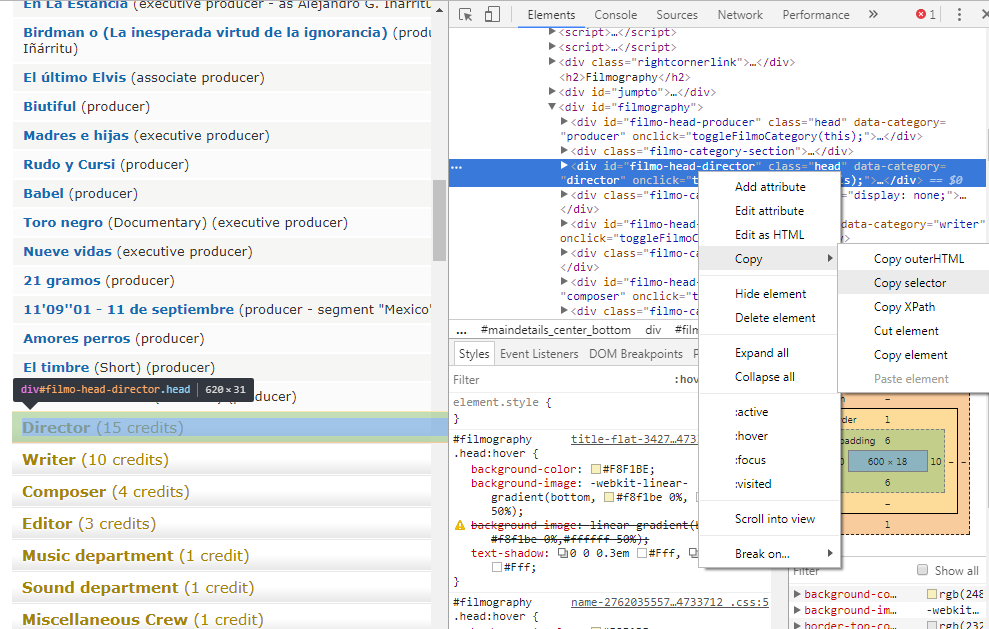 En La Estancia (executive producer - as Alejandro G. Iñárritu)
Birdman o (La inesperada virtud de la ignorancia) (produ
Iñárritu)
El último Elvis (associate producer)
Biutiful (producer)
Madres e hijas (executive producer)
Rudo y Cursi (producer)
Babel (producer)
Toro negro (Documentary) (executive producer)
Nueve vidas (executive producer)
21 gramos (producer)
11'09''01 - 11 de septiembre (producer - segment "Mexico"
Amores perros (producer)
El timbre (Short) (producer)
div#filmo-head-director.head | 620×31
oducer)
Director (15 credits)
Writer (10 credits)
Composer (4 credits)
Editor (3 credits)
Music department (1 credit)
Sound department (1 credit)
Miscellaneous Crew (1 credit)
Elements Console Sources Network Performance » 1
<script>…</script>
<script>…</script>
<div class="rightcornerlink">…</div>
<h2>Filmography</h2>
<div id="jumpto">…</div>
<div id="filmography">
<div id="filmo-head-producer" class="head" data-category=
"producer" onclick="toggleFilmoCategory(this);">…</div>
<div class="filmo-category-section">…</div>
… <div id="filmo-head-director" class="head" data-category=
"director" onclick="t is);">…</div> == $0
<div class="filmo-ca ="display: none;">…
</div>
<div id="filmo-head- data-category="writer"
onclick="toggleFilmoC >
<div class="filmo-ca
</div>
<div id="filmo-head-
"composer" onclick="t
<div class="filmo-ca
Add attribute
Edit attribute
Edit as HTML
Copy
Hide element
Delete element
Expand all
Collapse all
:active
:hover
:focus
:visited
Scroll into view
Break on...
Copy outerHTML
Copy selector
Copy XPath
Cut element
Copy element
Paste element
... #maindetails_center_bottom div #film
Styles Event Listeners DOM Breakpoints P
Filter :hov
element.style {
}
#filmography title-flat-3427…473
.head:hover {
background-color: #F8F1BE;
background-image: -webkit-linear-
gradient(bottom, #f8f1be 0%,
50%);
background-image: linear-gradient(b
#f8f1be 0%,#ffffff 50%);
text-shadow: 0 0 0.3em #Fff,
#Fff;
}
#filmography name-2762035557…4733712 .css:5
.head:hover {
background-color: #F8F1BE;
–
der 1
padding 6
0 600 × 18 10 – –
6
–
1
Filter Show all
background-co… rgb(248
background-im… -webkit…
border-top-co… rgb(232